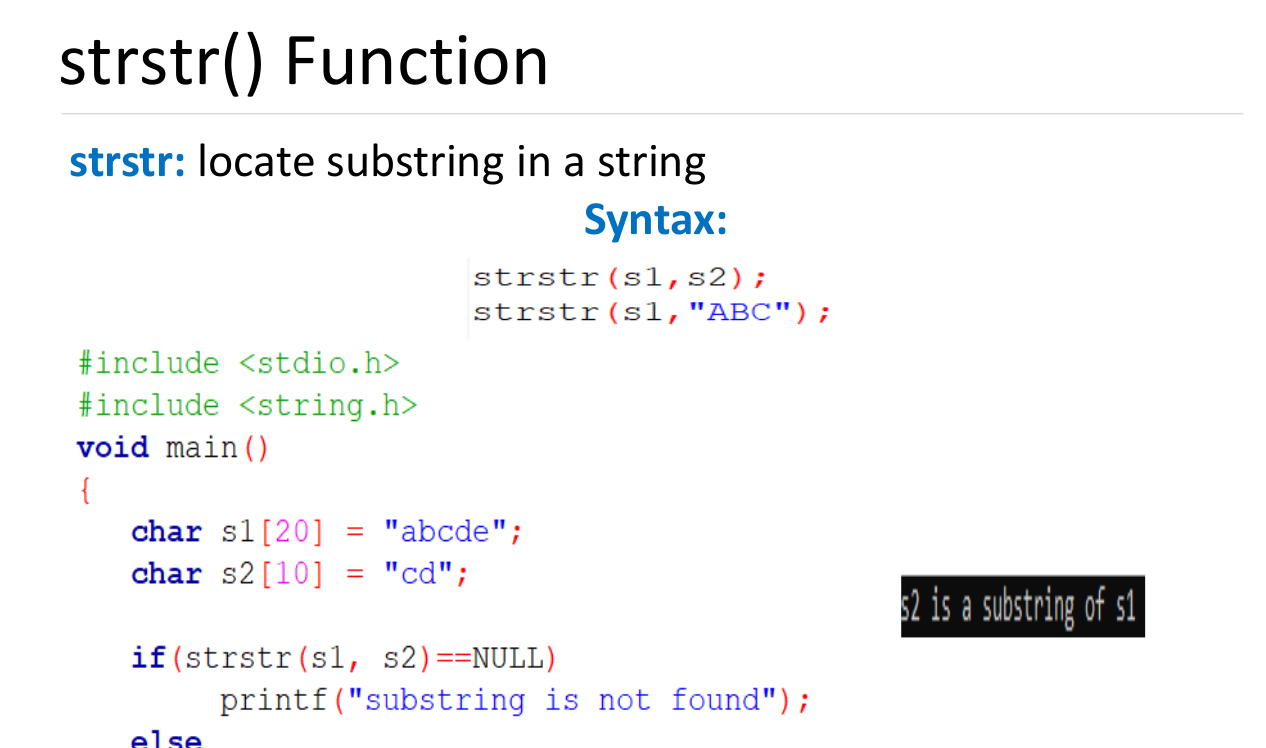 strstr() Function
strstr: locate substring in a string
Syntax:
strstr(s1,s2);
strstr(s1,"ABC");
#include <stdio.h>
#include <string.h>
void main()
{
char s1[20] = "abcde";
char s2[10] = "cd";
s2 is a substring of s1
if(strstr(s1, s2)==NULL)
printf("substring is not found");
else